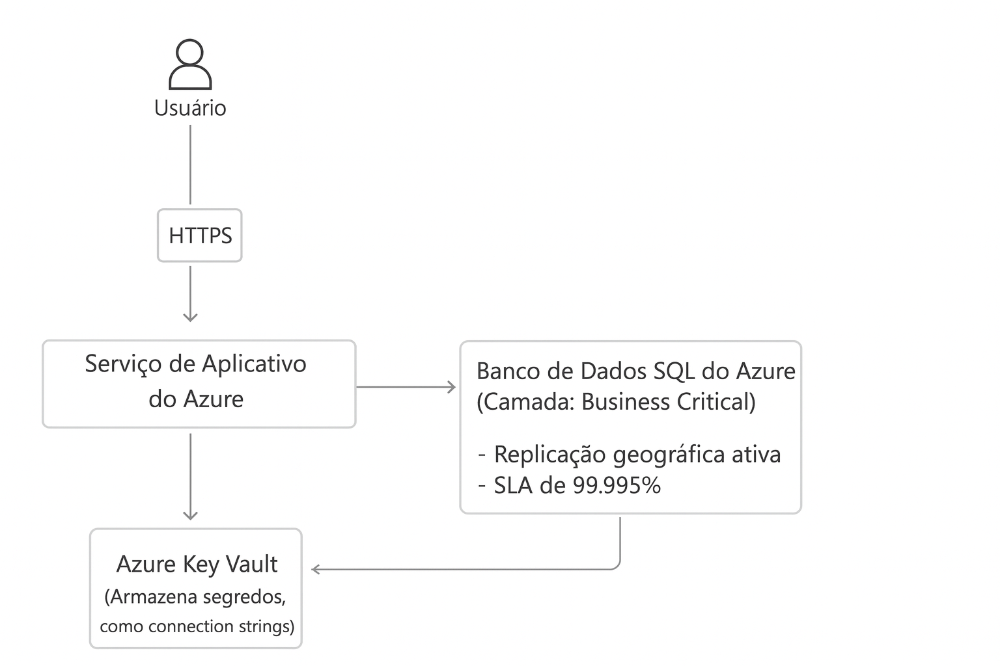 Usuário
HTTPS
Serviço de Aplicativo
do Azure
Banco de Dados SQL do Azure
(Camada: Business Critical)
- Replicação geográfica ativa
- SLA de 99.995%
Azure Key Vault
(Armazena segredos,
como connection strings)